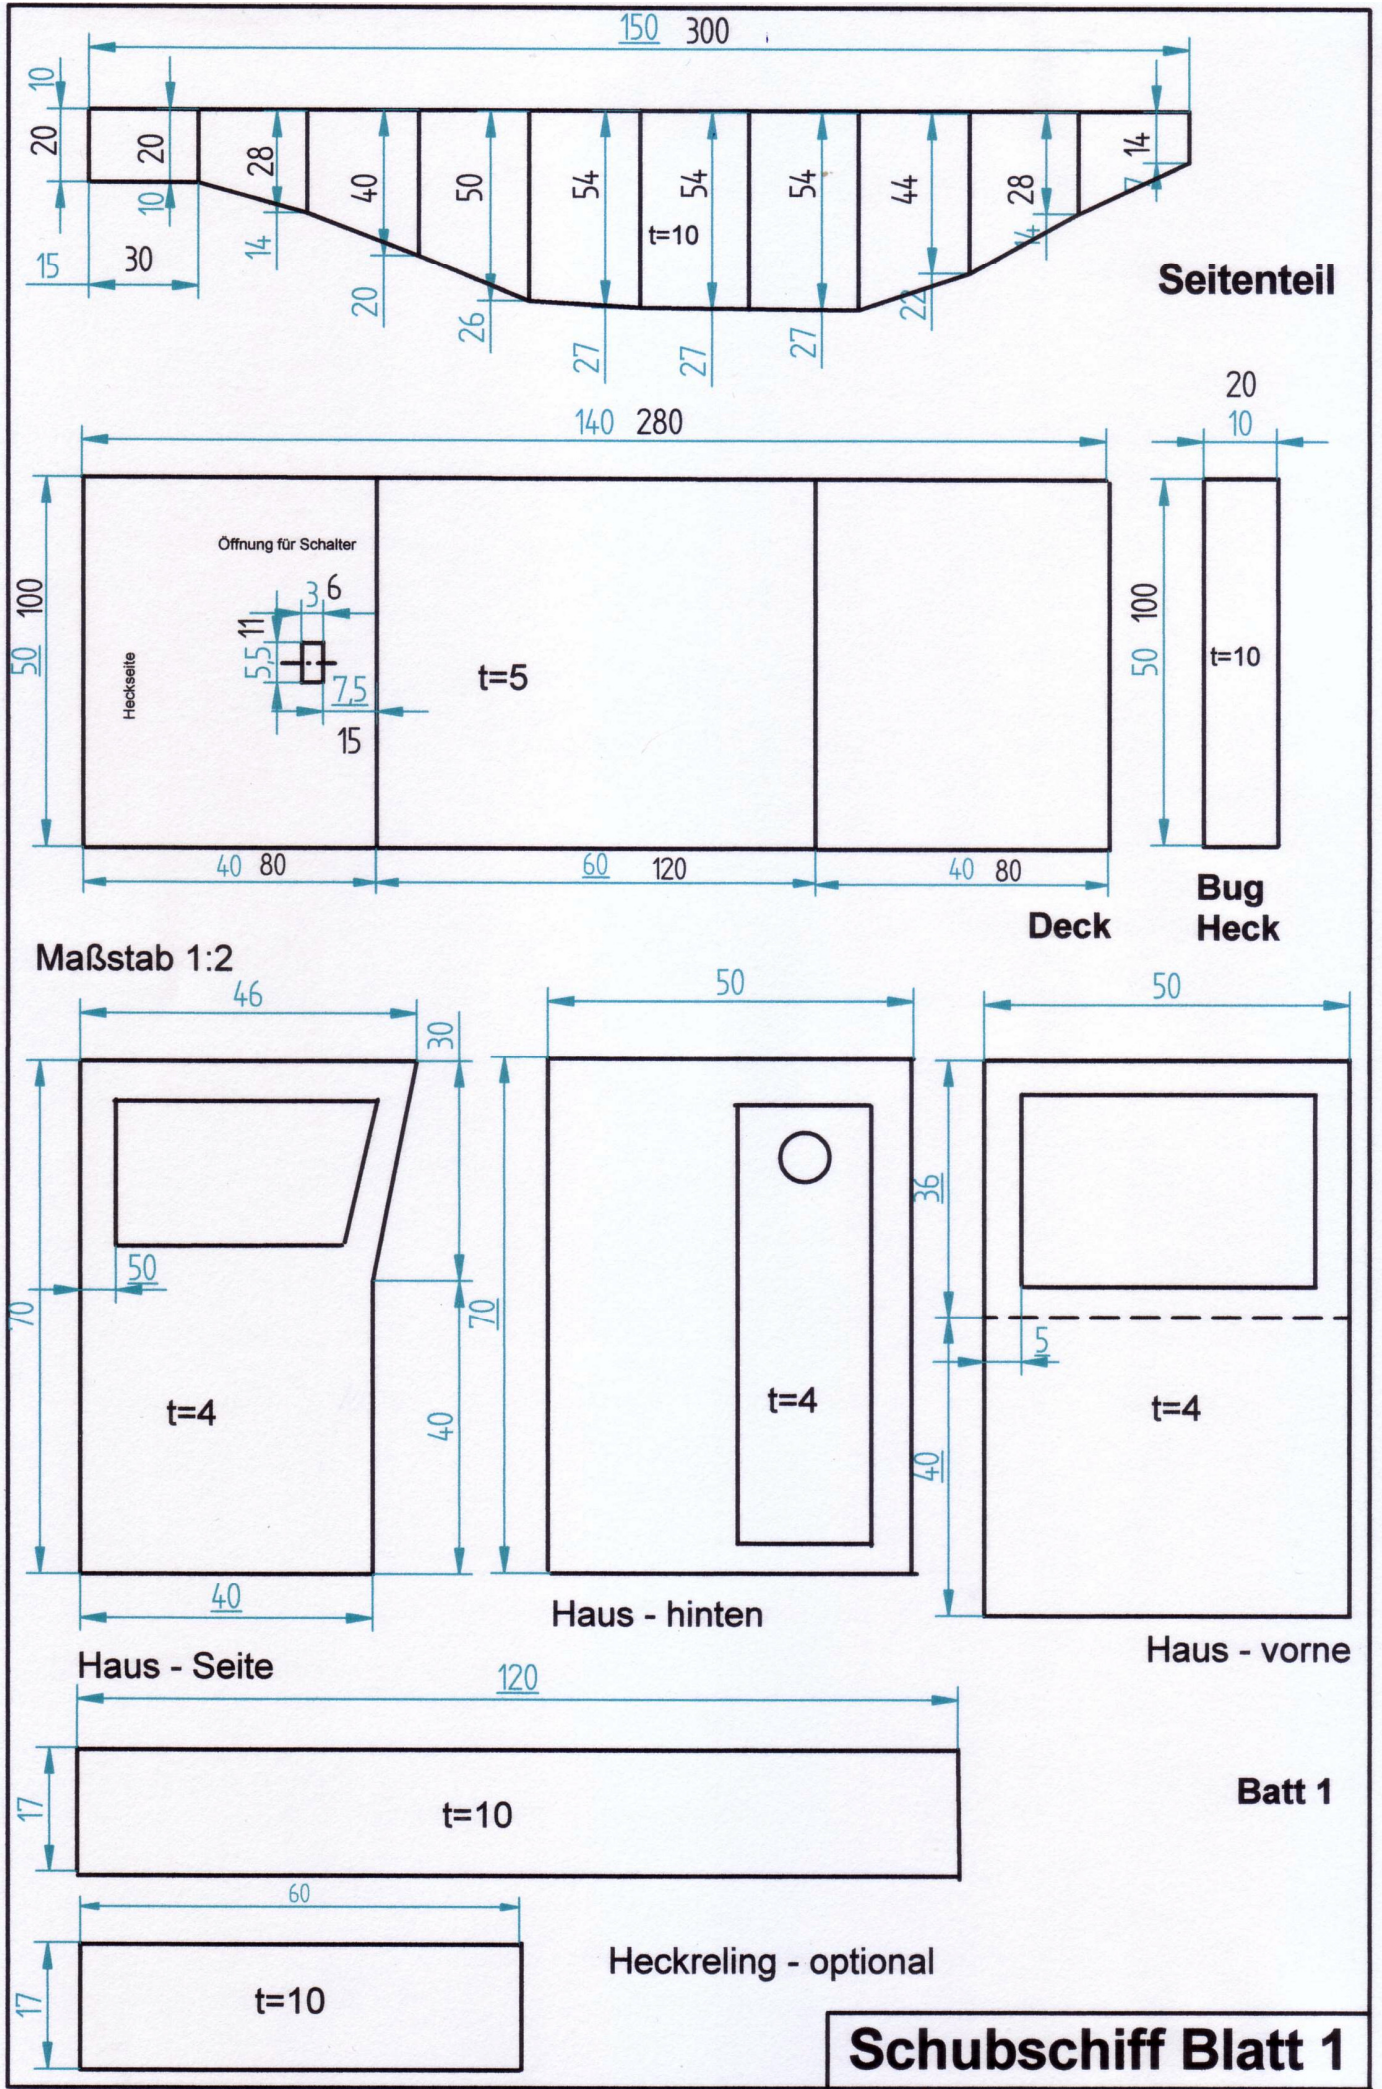 150 300
10
20
20
10
28
14
40
20
50
26
54
27
54
27
54
27
44
22
28
14
14
7
t=10
15
30
Seitenteil
140 280
20
10
Öffnung für Schalter
3 6
11
5,5
7,5
15
Heckseite
50 100
t=5
50 100
t=10
40 80
60 120
40 80
Deck
Bug
Heck
Maßstab 1:2
46
30
50
70
40
t=4
40
Haus - Seite
50
70
t=4
Haus - hinten
50
36
5
40
t=4
Haus - vorne
120
17
t=10
Batt 1
60
17
t=10
Heckreling - optional
Schubschiff Blatt 1